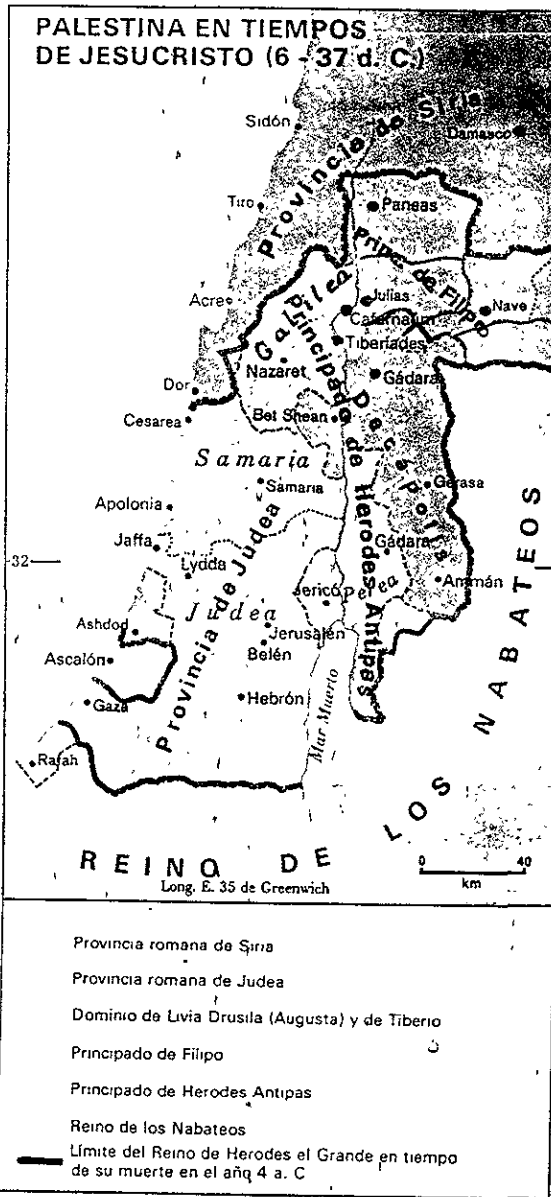 PALESTINA EN TIEMPOS
DE JESUCRISTO (6 - 37 d. C.)
Sidón
Provincia de Siria
Damasco
Tiro
Paneas
Princ. de Filipo
Acre
Galilea
Julias
Nave
Cafarnaúm
Principado de Herodes Antipas
Tiberíades
Nazaret
Gádara
Dor
Decápolis
Cesarea
Bet Shean
Samaria
Samaria
Gerasa
Apolonia
Jaffa
Gádara
32
Lydda
Provincia de Judea
Jericó
Perea
Ammán
Judea
Ashdod
Jerusalén
Ascalón
Belén
Gaza
Hebrón
Mar Muerto
Rafah
REINO DE LOS NABATEOS
0 40
km
Long. E. 35 de Greenwich
Provincia romana de Siria
Provincia romana de Judea
Dominio de Livia Drusila (Augusta) y de Tiberio
Principado de Filipo
Principado de Herodes Antipas
Reino de los Nabateos
Límite del Reino de Herodes el Grande en tiempo
de su muerte en el año 4 a. C